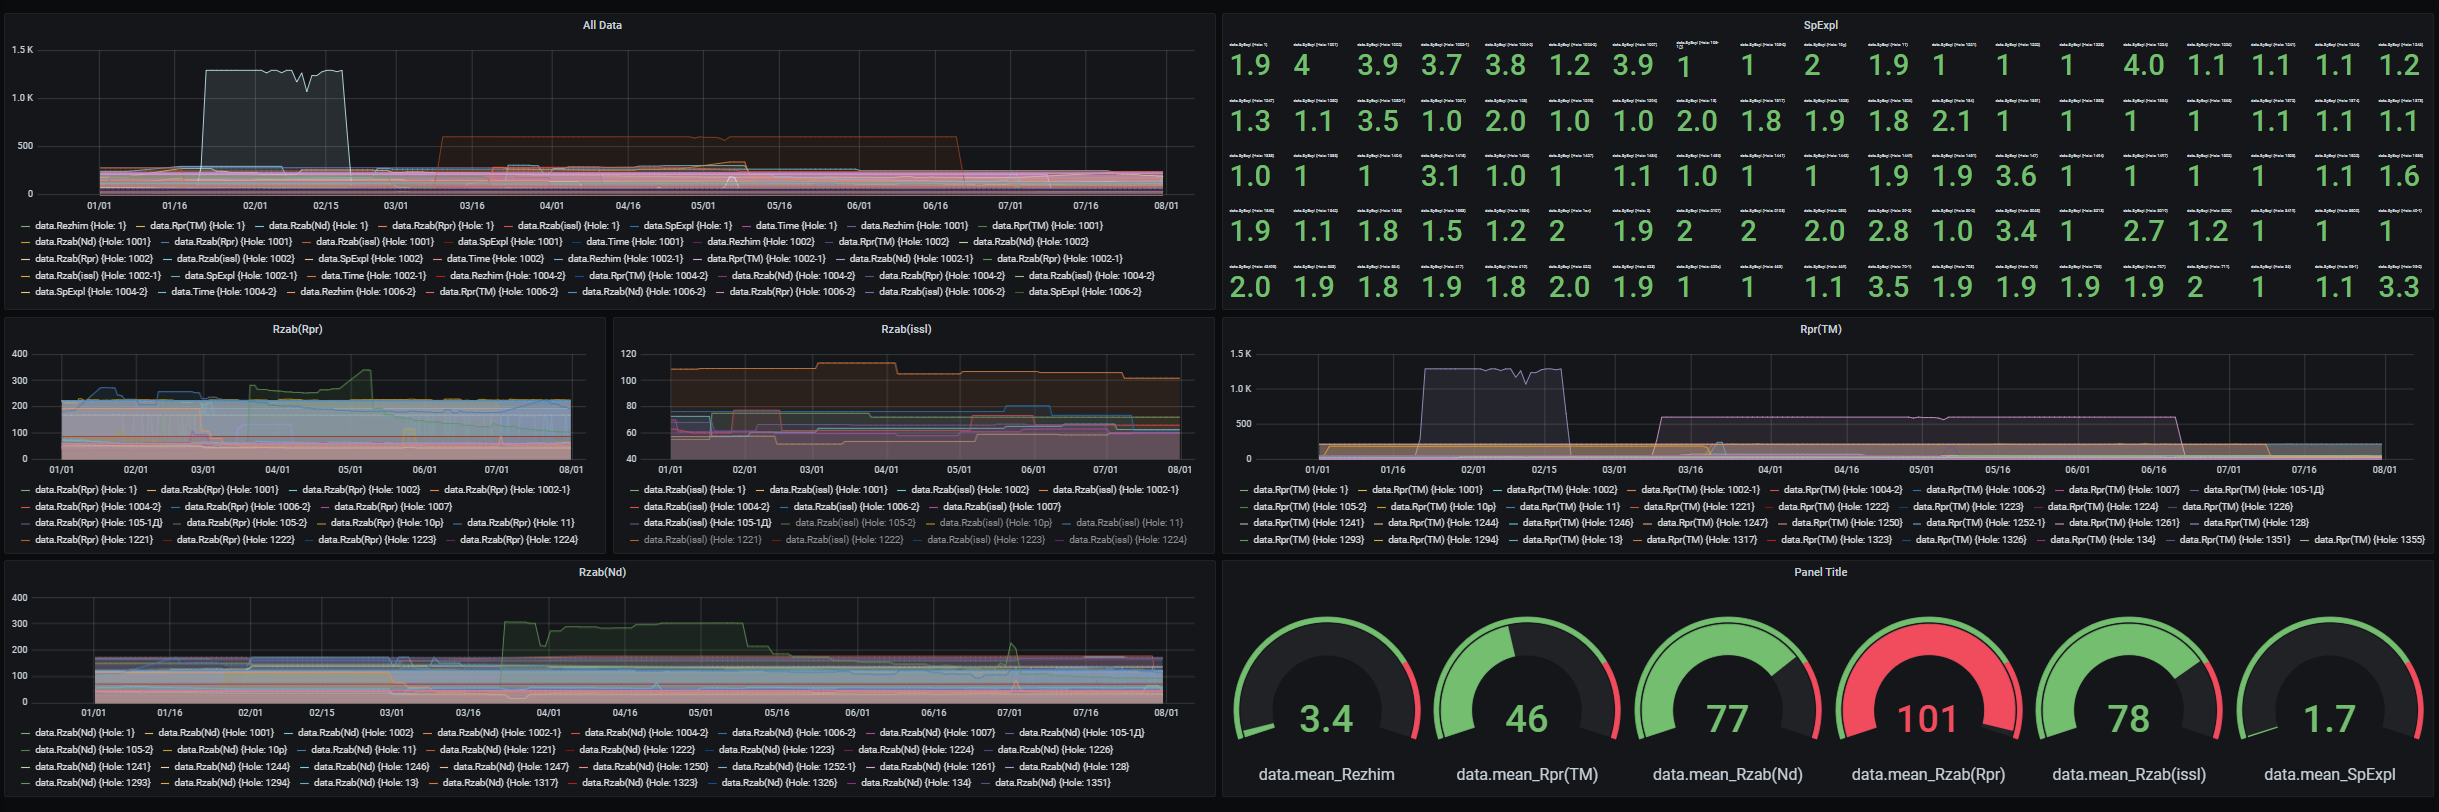 All Data
1.5 K
1.0 K
500
0
01/01 01/16 02/01 02/15 03/01 03/16 04/01 04/16 05/01 05/16 06/01 06/16 07/01 07/16 08/01
data.Rezhim {Hole: 1} data.Rpr(TM) {Hole: 1} data.Rzab(Nd) {Hole: 1} data.Rzab(Rpr) {Hole: 1} data.Rzab(issl) {Hole: 1} data.SpExpl {Hole: 1} data.Time {Hole: 1} data.Rezhim {Hole: 1001} data.Rpr(TM) {Hole: 1001}
data.Rzab(Nd) {Hole: 1001} data.Rzab(Rpr) {Hole: 1001} data.Rzab(issl) {Hole: 1001} data.SpExpl {Hole: 1001} data.Time {Hole: 1001} data.Rezhim {Hole: 1002} data.Rpr(TM) {Hole: 1002} data.Rzab(Nd) {Hole: 1002}
data.Rzab(Rpr) {Hole: 1002} data.Rzab(issl) {Hole: 1002} data.SpExpl {Hole: 1002} data.Time {Hole: 1002} data.Rezhim {Hole: 1002-1} data.Rpr(TM) {Hole: 1002-1} data.Rzab(Nd) {Hole: 1002-1} data.Rzab(Rpr) {Hole: 1002-1}
data.Rzab(issl) {Hole: 1002-1} data.SpExpl {Hole: 1002-1} data.Time {Hole: 1002-1} data.Rezhim {Hole: 1004-2} data.Rpr(TM) {Hole: 1004-2} data.Rzab(Nd) {Hole: 1004-2} data.Rzab(Rpr) {Hole: 1004-2} data.Rzab(issl) {Hole: 1004-2}
data.SpExpl {Hole: 1004-2} data.Time {Hole: 1004-2} data.Rezhim {Hole: 1006-2} data.Rpr(TM) {Hole: 1006-2} data.Rzab(Nd) {Hole: 1006-2} data.Rzab(Rpr) {Hole: 1006-2} data.Rzab(issl) {Hole: 1006-2} data.SpExpl {Hole: 1006-2}
SpExpl
1.9 4 3.9 3.7 3.8 1.2 3.9 1 1 2 1.9 1 1 1 4.0 1.1 1.1 1.1 1.2
1.3 1.1 3.5 1.0 2.0 1.0 1.0 2.0 1.8 1.9 1.8 2.1 1 1 1 1 1.1 1.1 1.1
1.0 1 1 3.1 1.0 1 1.1 1.0 1 1 1.9 1.9 3.6 1 1 1 1 1.1 1.6
1.9 1.1 1.8 1.5 1.2 2 1.9 2 2 2.0 2.8 1.0 3.4 1 2.7 1.2 1 1 1
2.0 1.9 1.8 1.9 1.8 2.0 1.9 1 1 1.1 3.5 1.9 1.9 1.9 1.9 2 1 1.1 3.3
Rzab(Rpr)
400
300
200
100
0
01/01 02/01 03/01 04/01 05/01 06/01 07/01 08/01
data.Rzab(Rpr) {Hole: 1} data.Rzab(Rpr) {Hole: 1001} data.Rzab(Rpr) {Hole: 1002} data.Rzab(Rpr) {Hole: 1002-1}
data.Rzab(Rpr) {Hole: 1004-2} data.Rzab(Rpr) {Hole: 1006-2} data.Rzab(Rpr) {Hole: 1007}
data.Rzab(Rpr) {Hole: 105-1Д} data.Rzab(Rpr) {Hole: 105-2} data.Rzab(Rpr) {Hole: 10р} data.Rzab(Rpr) {Hole: 11}
data.Rzab(Rpr) {Hole: 1221} data.Rzab(Rpr) {Hole: 1222} data.Rzab(Rpr) {Hole: 1223} data.Rzab(Rpr) {Hole: 1224}
Rzab(issl)
120
100
80
60
40
01/01 02/01 03/01 04/01 05/01 06/01 07/01 08/01
data.Rzab(issl) {Hole: 1} data.Rzab(issl) {Hole: 1001} data.Rzab(issl) {Hole: 1002} data.Rzab(issl) {Hole: 1002-1}
data.Rzab(issl) {Hole: 1004-2} data.Rzab(issl) {Hole: 1006-2} data.Rzab(issl) {Hole: 1007}
data.Rzab(issl) {Hole: 105-1Д} data.Rzab(issl) {Hole: 105-2} data.Rzab(issl) {Hole: 10р} data.Rzab(issl) {Hole: 11}
data.Rzab(issl) {Hole: 1221} data.Rzab(issl) {Hole: 1222} data.Rzab(issl) {Hole: 1223} data.Rzab(issl) {Hole: 1224}
Rpr(TM)
1.5 K
1.0 K
500
0
01/01 01/16 02/01 02/15 03/01 03/16 04/01 04/16 05/01 05/16 06/01 06/16 07/01 07/16 08/01
data.Rpr(TM) {Hole: 1} data.Rpr(TM) {Hole: 1001} data.Rpr(TM) {Hole: 1002} data.Rpr(TM) {Hole: 1002-1} data.Rpr(TM) {Hole: 1004-2} data.Rpr(TM) {Hole: 1006-2} data.Rpr(TM) {Hole: 1007} data.Rpr(TM) {Hole: 105-1Д}
data.Rpr(TM) {Hole: 105-2} data.Rpr(TM) {Hole: 10р} data.Rpr(TM) {Hole: 11} data.Rpr(TM) {Hole: 1221} data.Rpr(TM) {Hole: 1222} data.Rpr(TM) {Hole: 1223} data.Rpr(TM) {Hole: 1224} data.Rpr(TM) {Hole: 1226}
data.Rpr(TM) {Hole: 1241} data.Rpr(TM) {Hole: 1244} data.Rpr(TM) {Hole: 1246} data.Rpr(TM) {Hole: 1247} data.Rpr(TM) {Hole: 1250} data.Rpr(TM) {Hole: 1252-1} data.Rpr(TM) {Hole: 1261} data.Rpr(TM) {Hole: 128}
data.Rpr(TM) {Hole: 1293} data.Rpr(TM) {Hole: 1294} data.Rpr(TM) {Hole: 13} data.Rpr(TM) {Hole: 1317} data.Rpr(TM) {Hole: 1323} data.Rpr(TM) {Hole: 1326} data.Rpr(TM) {Hole: 134} data.Rpr(TM) {Hole: 1351} data.Rpr(TM) {Hole: 1355}
Rzab(Nd)
400
300
200
100
0
01/01 01/16 02/01 02/15 03/01 03/16 04/01 04/16 05/01 05/16 06/01 06/16 07/01 07/16 08/01
data.Rzab(Nd) {Hole: 1} data.Rzab(Nd) {Hole: 1001} data.Rzab(Nd) {Hole: 1002} data.Rzab(Nd) {Hole: 1002-1} data.Rzab(Nd) {Hole: 1004-2} data.Rzab(Nd) {Hole: 1006-2} data.Rzab(Nd) {Hole: 1007} data.Rzab(Nd) {Hole: 105-1Д}
data.Rzab(Nd) {Hole: 105-2} data.Rzab(Nd) {Hole: 10р} data.Rzab(Nd) {Hole: 11} data.Rzab(Nd) {Hole: 1221} data.Rzab(Nd) {Hole: 1222} data.Rzab(Nd) {Hole: 1223} data.Rzab(Nd) {Hole: 1224} data.Rzab(Nd) {Hole: 1226}
data.Rzab(Nd) {Hole: 1241} data.Rzab(Nd) {Hole: 1244} data.Rzab(Nd) {Hole: 1246} data.Rzab(Nd) {Hole: 1247} data.Rzab(Nd) {Hole: 1250} data.Rzab(Nd) {Hole: 1252-1} data.Rzab(Nd) {Hole: 1261} data.Rzab(Nd) {Hole: 128}
data.Rzab(Nd) {Hole: 1293} data.Rzab(Nd) {Hole: 1294} data.Rzab(Nd) {Hole: 13} data.Rzab(Nd) {Hole: 1317} data.Rzab(Nd) {Hole: 1323} data.Rzab(Nd) {Hole: 1326} data.Rzab(Nd) {Hole: 134} data.Rzab(Nd) {Hole: 1351}
Panel Title
3.4 46 77 101 78 1.7
data.mean_Rezhim data.mean_Rpr(TM) data.mean_Rzab(Nd) data.mean_Rzab(Rpr) data.mean_Rzab(issl) data.mean_SpExpl